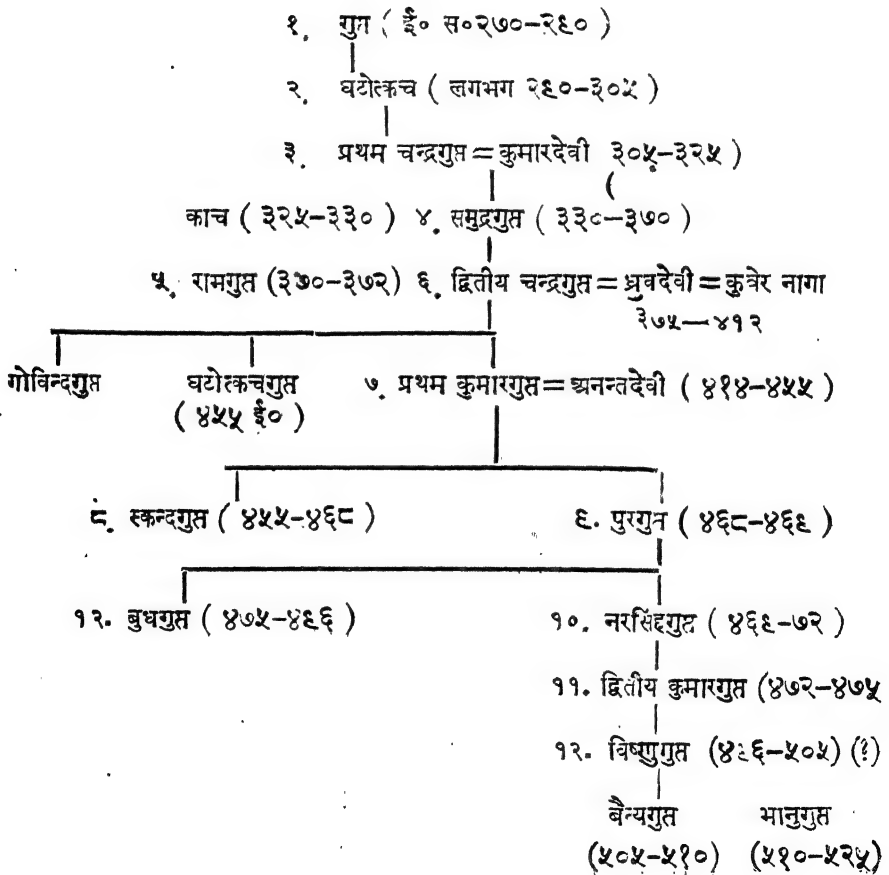 १. गुप्त ( ई० स०२७०-२९० )
२. घटोत्कच ( लगभग २९०-३०५ )
३. प्रथम चन्द्रगुप्त = कुमारदेवी ३०५-३२५ )
(
काच ( ३२५-३३० ) ४. समुद्रगुप्त ( ३३०-३७० )
५. रामगुप्त (३७०-३७२) ६. द्वितीय चन्द्रगुप्त = ध्रुवदेवी = कुवेर नागा
३७५-४१२
गोविन्दगुप्त घटोत्कचगुप्त ७. प्रथम कुमारगुप्त = अनन्तदेवी ( ४१४-४५५ )
( ४५५ ई० )
८. स्कन्दगुप्त ( ४५५-४६८ ) ९. पुरगुप्त ( ४६८-४६९ )
१२. बुधगुप्त ( ४७५-४९६ ) १०. नरसिंहगुप्त ( ४६९-७२ )
११. द्वितीय कुमारगुप्त (४७२-४७५
१२. विष्णुगुप्त (४९६-५०५) (?)
बैन्यगुप्त भानुगुप्त
(५०५-५१०) (५१०-५२५)